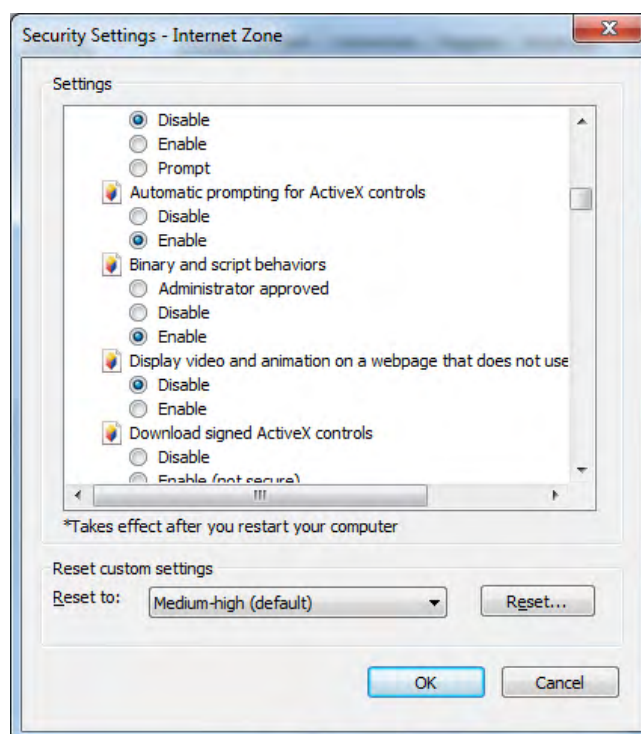 Security Settings - Internet Zone
Settings
Disable
Enable
Prompt
Automatic prompting for ActiveX controls
Disable
Enable
Binary and script behaviors
Administrator approved
Disable
Enable
Display video and animation on a webpage that does not use
Disable
Enable
Download signed ActiveX controls
Disable
Enable (not secure)
*Takes effect after you restart your computer
Reset custom settings
Reset to:
Medium-high (default)
Reset...
OK
Cancel